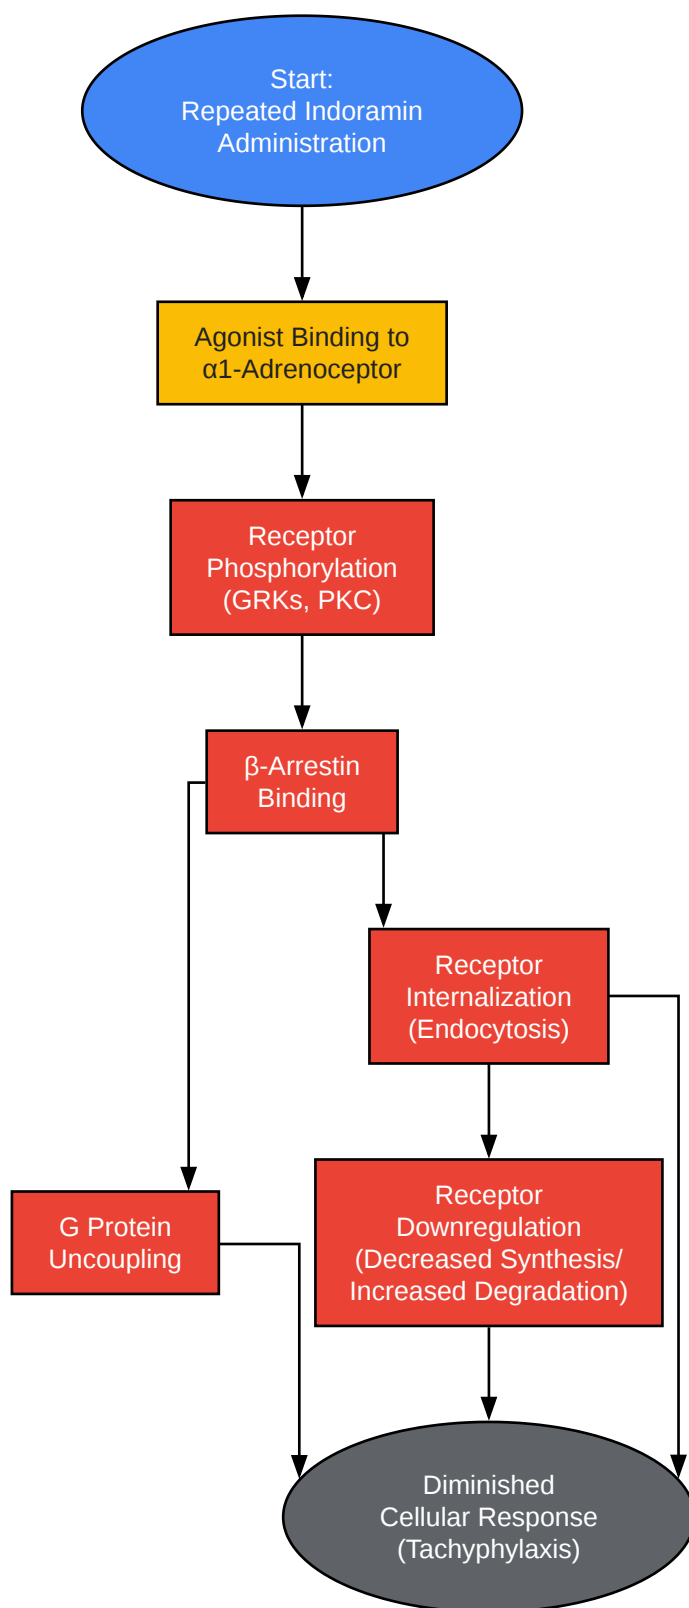 Start:
Repeated Indoramin
Administration
Agonist Binding to
α1-Adrenoceptor
Receptor
Phosphorylation
(GRKs, PKC)
β-Arrestin
Binding
Receptor
Internalization
(Endocytosis)
G Protein
Uncoupling
Receptor
Downregulation
(Decreased Synthesis/
Increased Degradation)
Diminished
Cellular Response
(Tachyphylaxis)